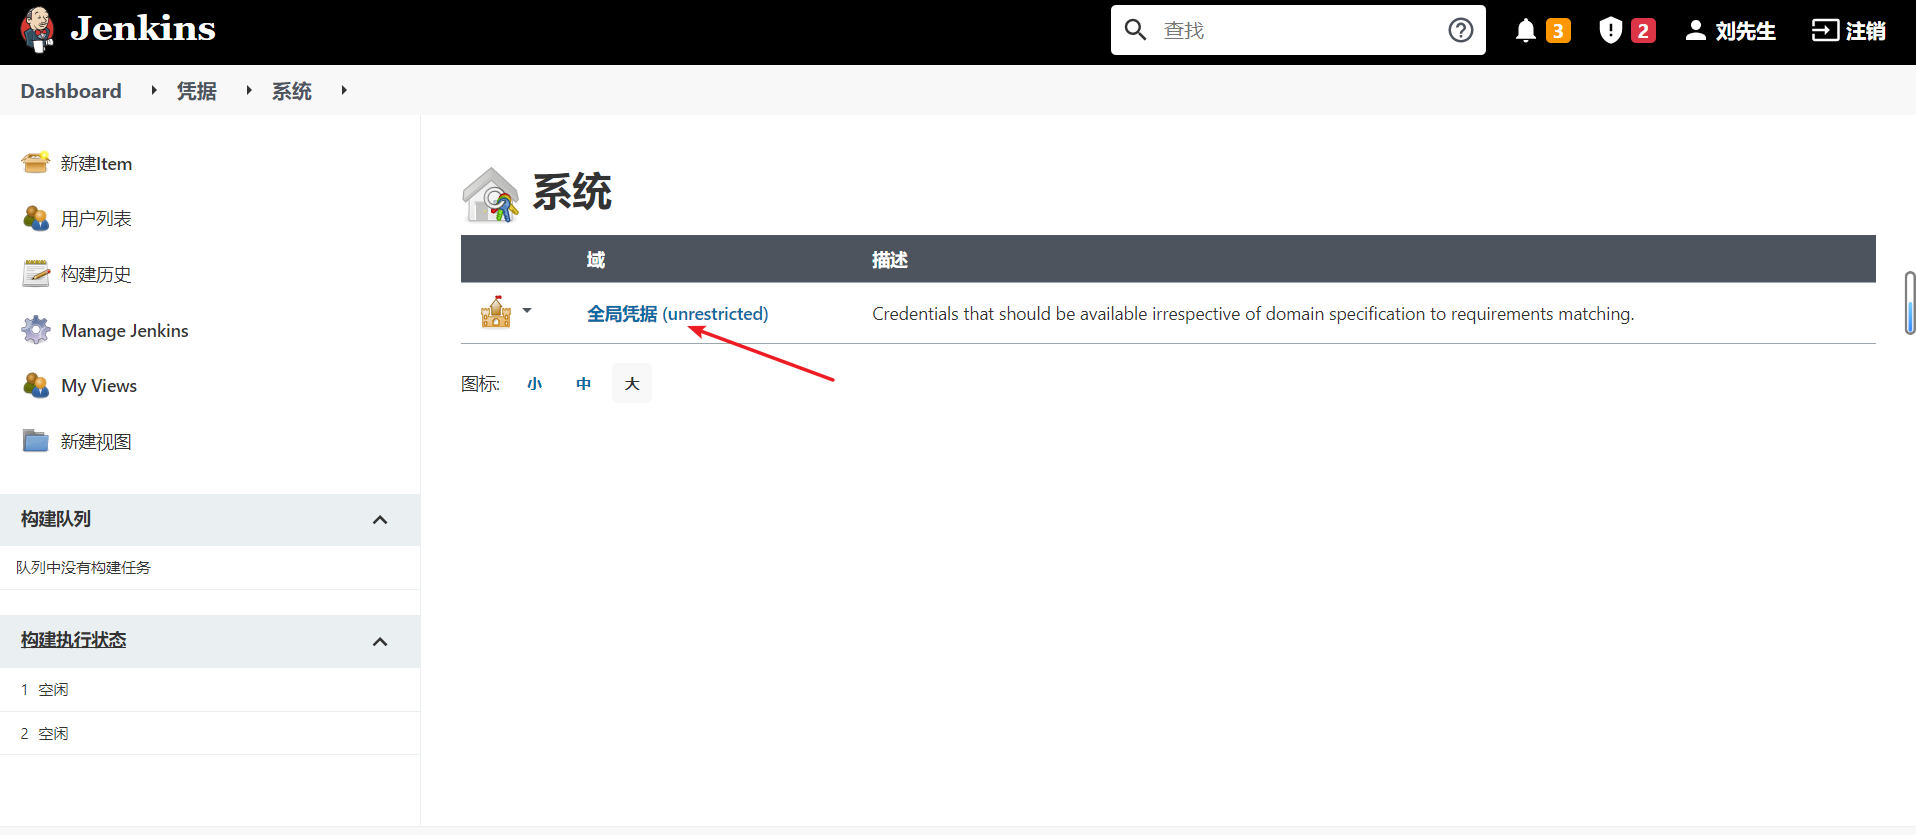 Jenkins
查找
3
2
刘先生
注销
Dashboard
凭据
系统
新建Item
用户列表
构建历史
Manage Jenkins
My Views
新建视图
构建队列
队列中没有构建任务
构建执行状态
1 空闲
2 空闲
系统
域 描述
全局凭据 (unrestricted) Credentials that should be available irrespective of domain specification to requirements matching.
图标: 小 中 大